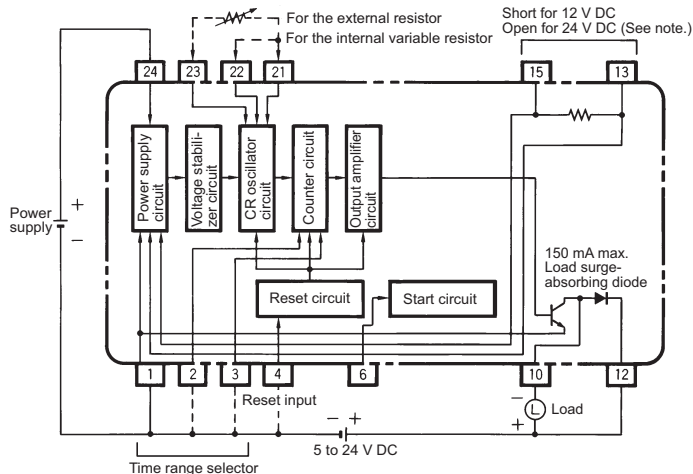 For the external resistor
For the internal variable resistor
Short for 12 V DC
Open for 24 V DC (See note.)
24
23
22
21
15
13
Power supply
circuit
Voltage stabili-
zer circuit
CR oscillator
circuit
Counter circuit
Output amplifier
circuit
Power
supply
+
−
150 mA max.
Load surge-
absorbing diode
Reset circuit
Start circuit
1
2
3
4
6
10
12
Reset input
−
L
Load
+
− +
5 to 24 V DC
Time range selector